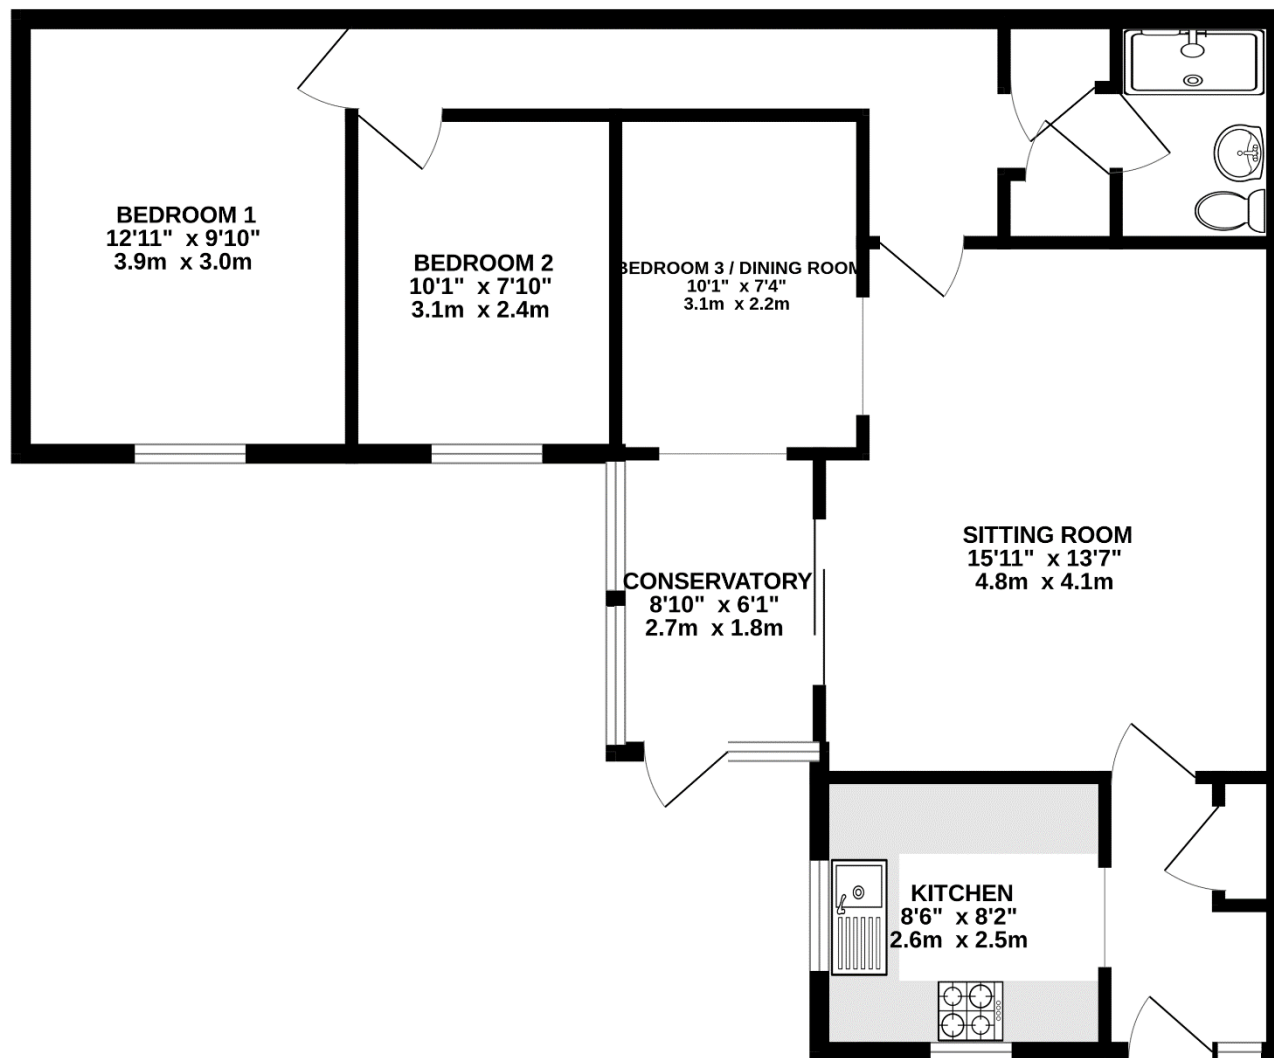 BEDROOM 1
12'11" x 9'10"
3.9m x 3.0m
BEDROOM 2
10'1" x 7'10"
3.1m x 2.4m
BEDROOM 3 / DINING ROOM
10'1" x 7'4"
3.1m x 2.2m
SITTING ROOM
15'11" x 13'7"
4.8m x 4.1m
CONSERVATORY
8'10" x 6'1"
2.7m x 1.8m
KITCHEN
8'6" x 8'2"
2.6m x 2.5m